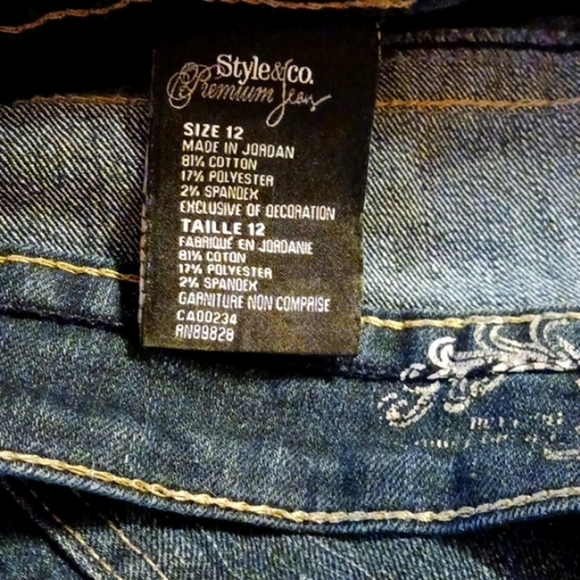 Style&co.
Premium Jeans
SIZE 12
MADE IN JORDAN
81% COTTON
17% POLYESTER
2% SPANDEX
EXCLUSIVE OF DECORATION
TAILLE 12
FABRIQUÉ EN JORDANIE
81% COTON
17% POLYESTER
2% SPANDEX
GARNITURE NON COMPRISE
CA00234
RN89828